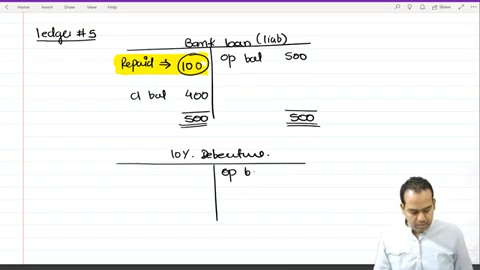 Ledger #5
Bank loan (liab)
Repaid → 100 op bal 500
cl bal 400
500 500
10%. Debenture.
op b